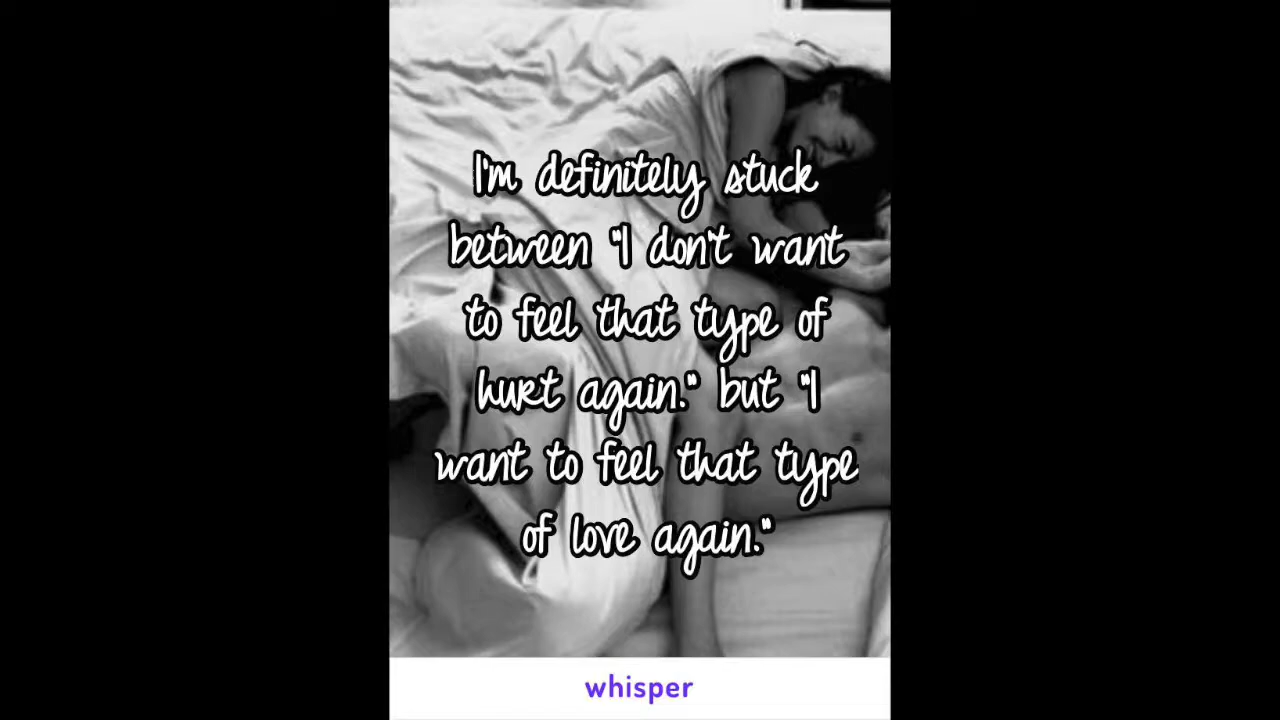 I'm definitely stuck
between "I don't want
to feel that type of
hurt again." but "I
want to feel that type
of love again."
whisper